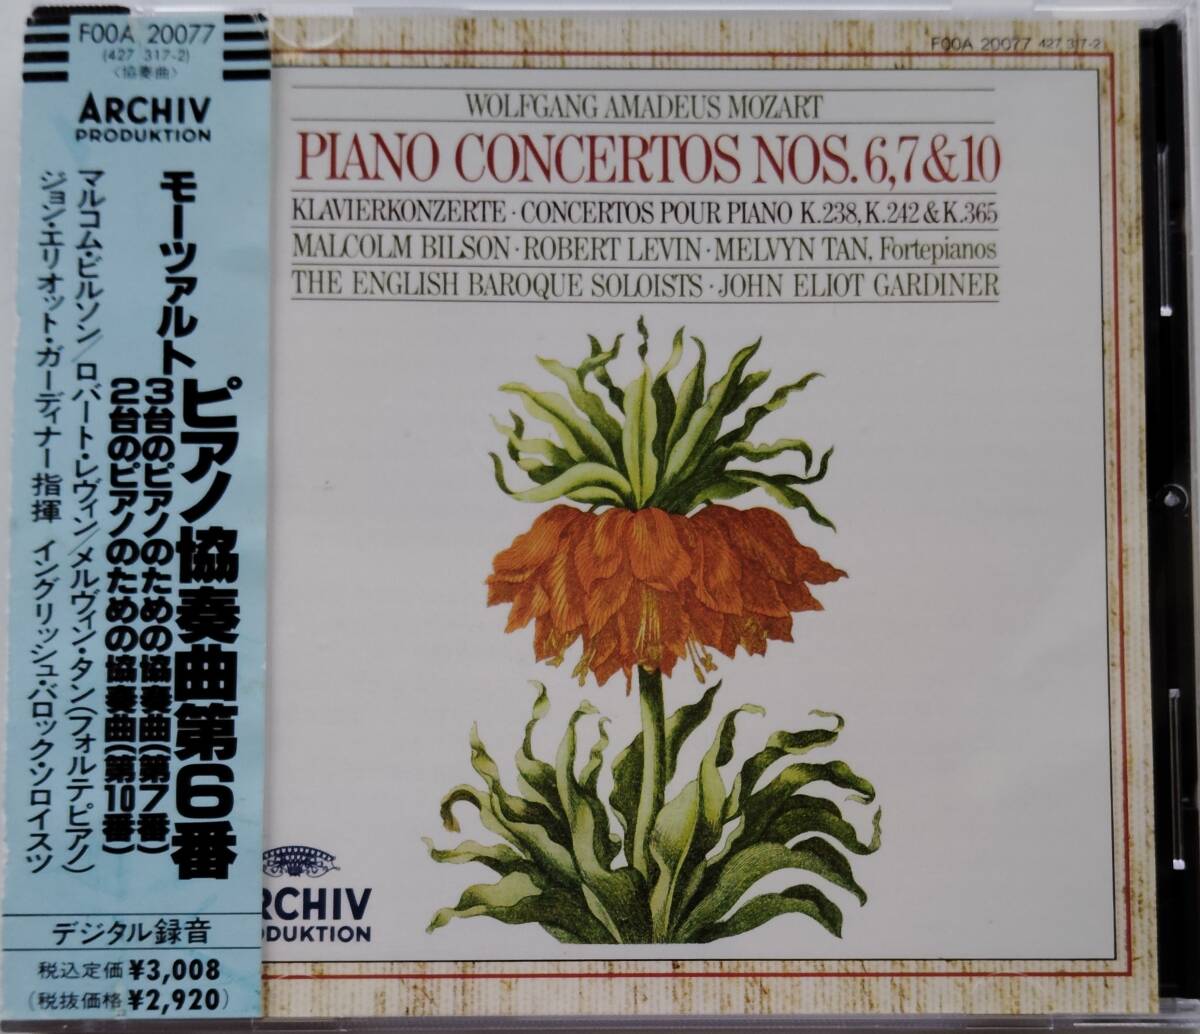 FOOA 20077
(427 317-2)
〈協奏曲〉
ARCHIV
PRODUKTION
モーツァルト
ピアノ協奏曲第6番
3台のピアノのための協奏曲(第7番)
2台のピアノのための協奏曲(第10番)
マルコム・ビルソン/ロバート・レヴィン/メルヴィン・タン(フォルテピアノ)
ジョン・エリオット・ガーディナー指揮 イングリッシュ・バロック・ソロイスツ
デジタル録音
税込定価 ¥3,008
(税抜価格 ¥2,920)
FOOA 20077 427 317-2
WOLFGANG AMADEUS MOZART
PIANO CONCERTOS NOS. 6,7&10
KLAVIERKONZERTE · CONCERTOS POUR PIANO K.238, K.242 & K.365
MALCOLM BILSON · ROBERT LEVIN · MELVYN TAN, Fortepianos
THE ENGLISH BAROQUE SOLOISTS · JOHN ELIOT GARDINER
RCHIV
ODUKTION